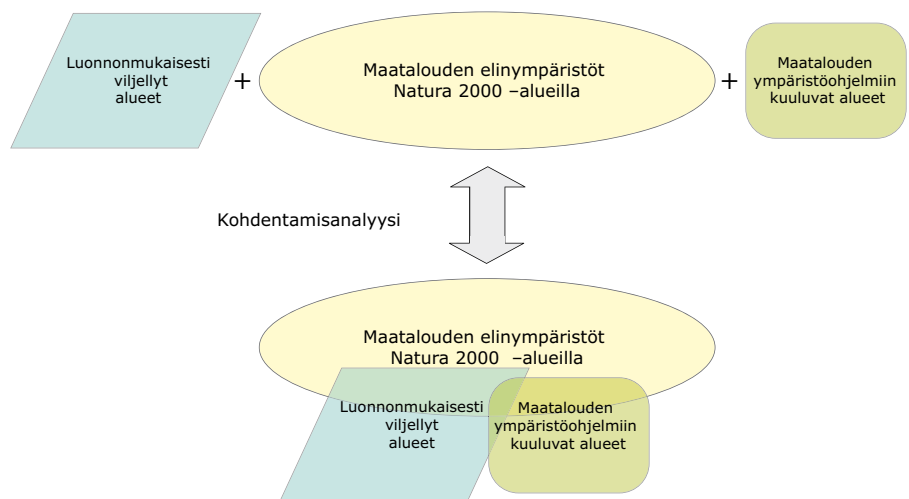 Luonnonmukaisesti
viljellyt
alueet
+
Maatalouden elinympäristöt
Natura 2000 –alueilla
+
Maatalouden
ympäristöohjelmiin
kuuluvat alueet
Kohdentamisanalyysi
Maatalouden elinympäristöt
Natura 2000 –alueilla
Luonnonmukaisesti
viljellyt
alueet
Maatalouden
ympäristöohjelmiin
kuuluvat alueet